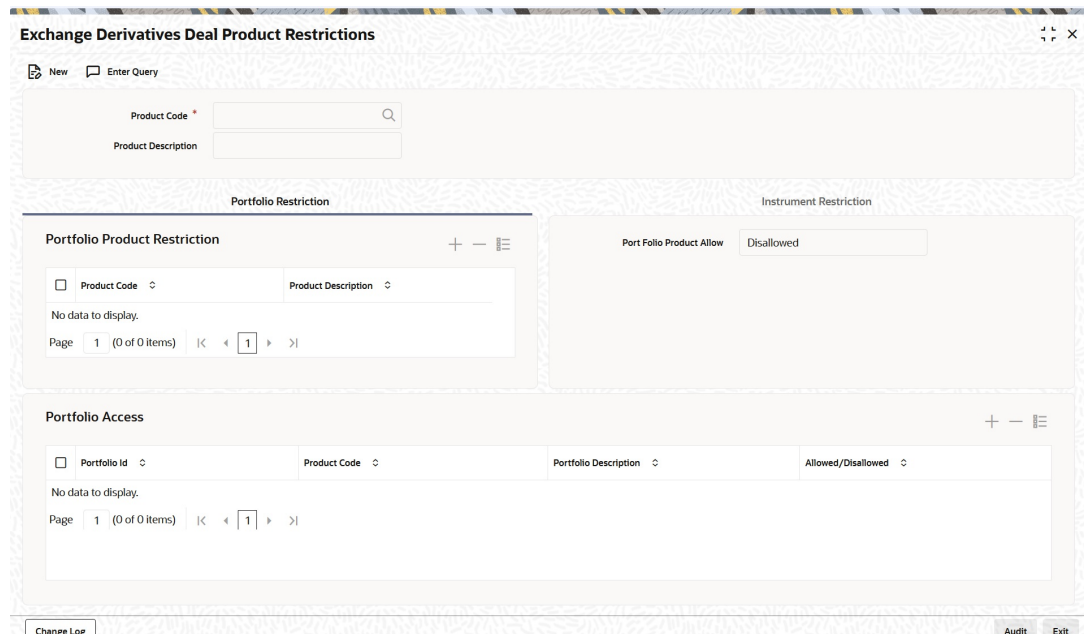 Exchange Derivatives Deal Product Restrictions
New Enter Query
Product Code *
Product Description
Portfolio Restriction Instrument Restriction
Portfolio Product Restriction
Port Folio Product Allow Disallowed
Product Code Product Description
No data to display.
Page 1 (0 of 0 items) 1
Portfolio Access
Portfolio Id Product Code Portfolio Description Allowed/Disallowed
No data to display.
Page 1 (0 of 0 items) 1
Change Log Audit Exit